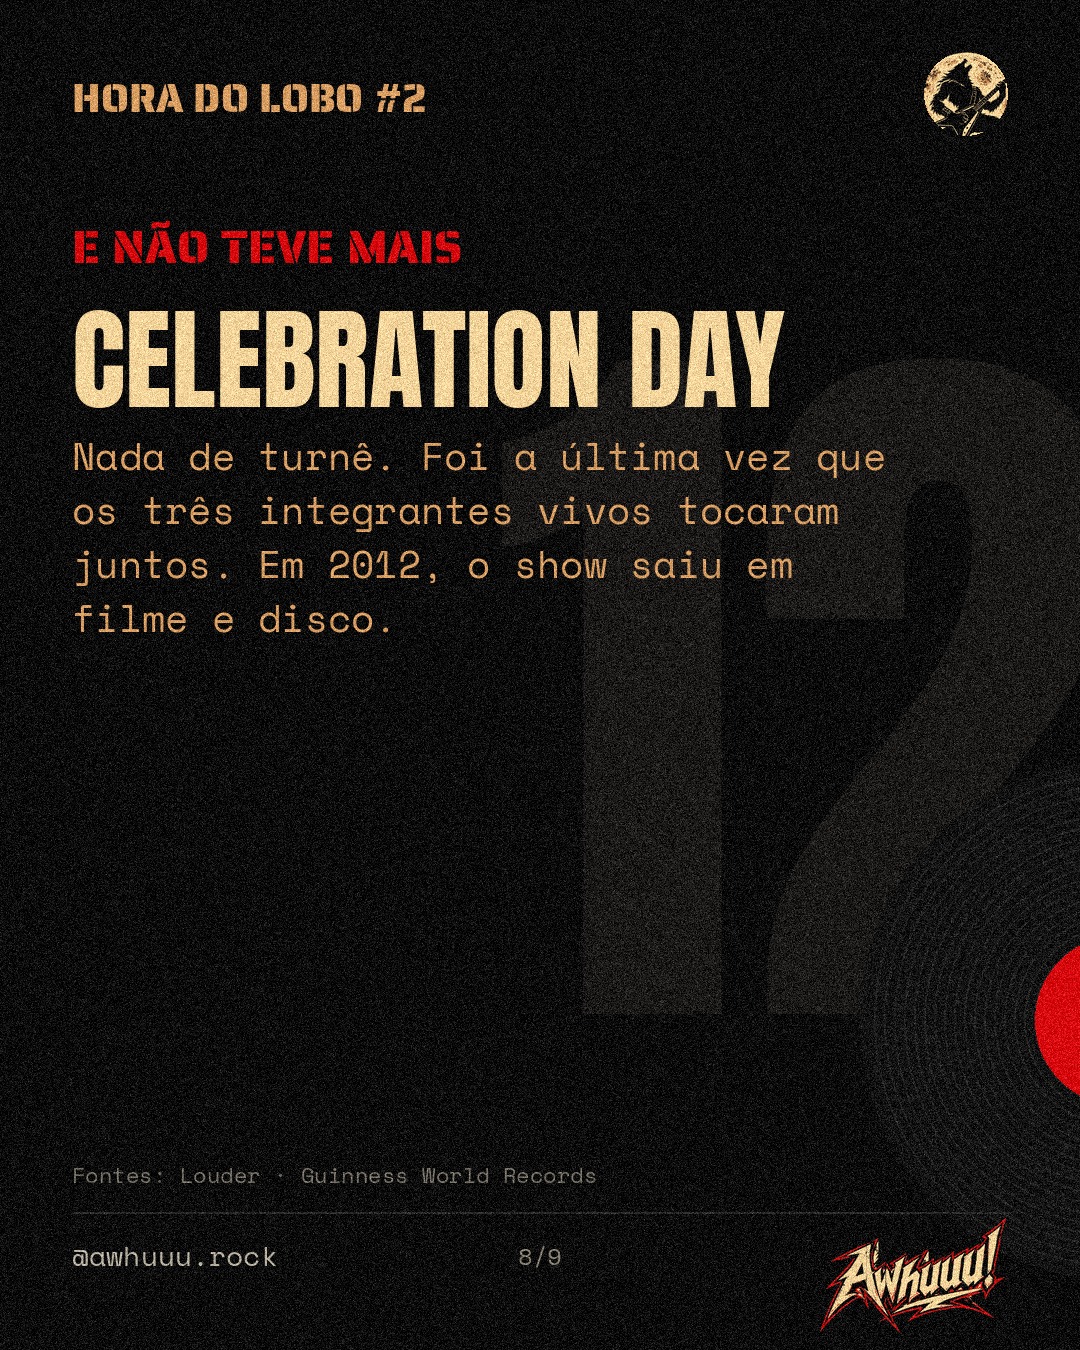 HORA DO LOBO #2
E NÃO TEVE MAIS
CELEBRATION DAY
Nada de turnê. Foi a última vez que
os três integrantes vivos tocaram
juntos. Em 2012, o show saiu em
filme e disco.
12
Fontes: Louder · Guinness World Records
@awhuuu.rock
8/9
Awhuuu!